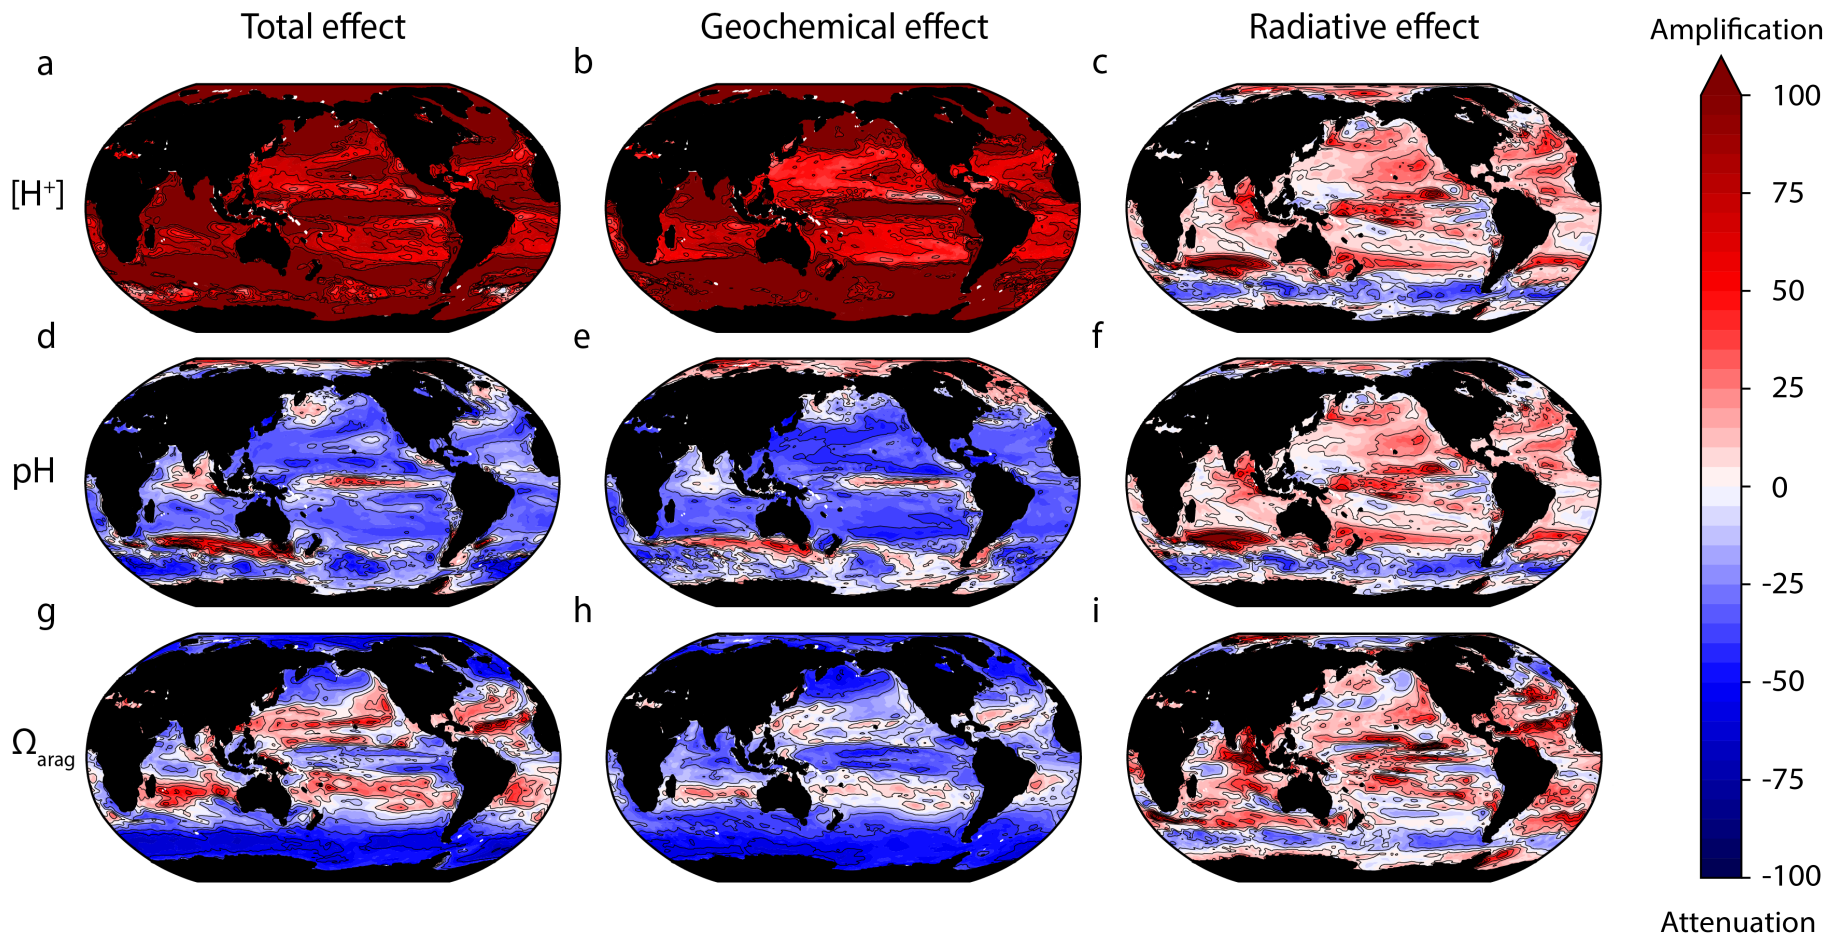 Total effect
Geochemical effect
Radiative effect
Amplification
a
b
c
100
75
50
25
0
-25
-50
-75
-100
[H⁺]
d
e
f
pH
g
h
i
Ωarag
Attenuation